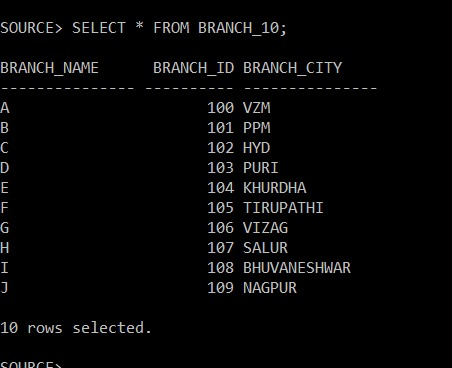 SOURCE> SELECT * FROM BRANCH_10;
BRANCH_NAME BRANCH_ID BRANCH_CITY
--------------- ---------- ---------------
A 100 VZM
B 101 PPM
C 102 HYD
D 103 PURI
E 104 KHURDHA
F 105 TIRUPATHI
G 106 VIZAG
H 107 SALUR
I 108 BHUVANESHWAR
J 109 NAGPUR
10 rows selected.
SOURCE>